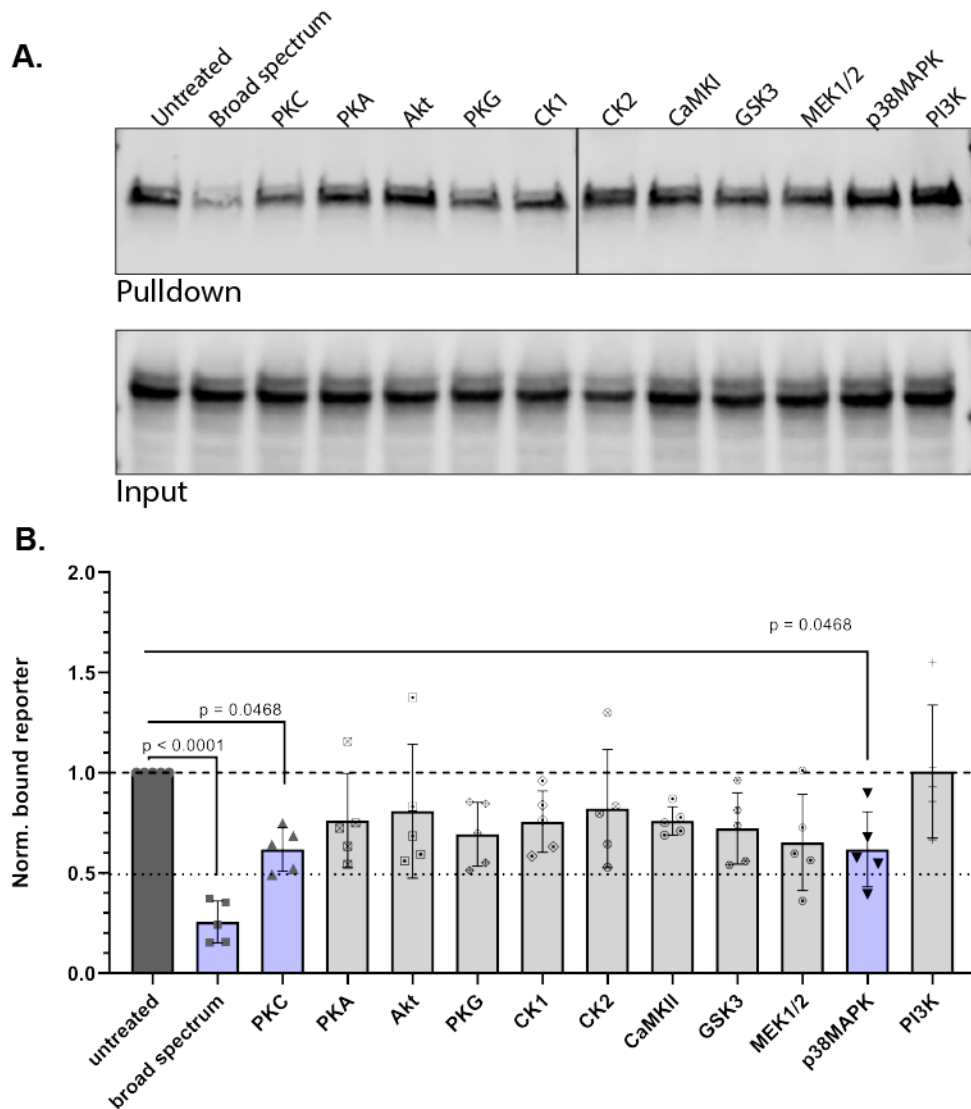 A.
Untreated
Broad spectrum
PKC
PKA
Akt
PKG
CK1
CK2
CaMKI
GSK3
MEK1/2
p38MAPK
PI3K
Pulldown
Input
B.
Norm. bound reporter
2.0
1.5
1.0
0.5
0.0
p = 0.0468
p = 0.0468
p < 0.0001
untreated
broad spectrum
PKC
PKA
Akt
PKG
CK1
CK2
CaMKII
GSK3
MEK1/2
p38MAPK
PI3K